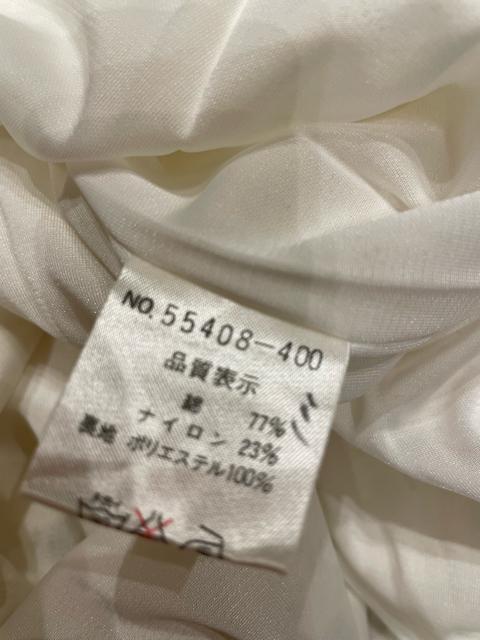 NO. 55408-400
品質表示
綿 77%
ナイロン 23%
裏地 ポリエステル100%